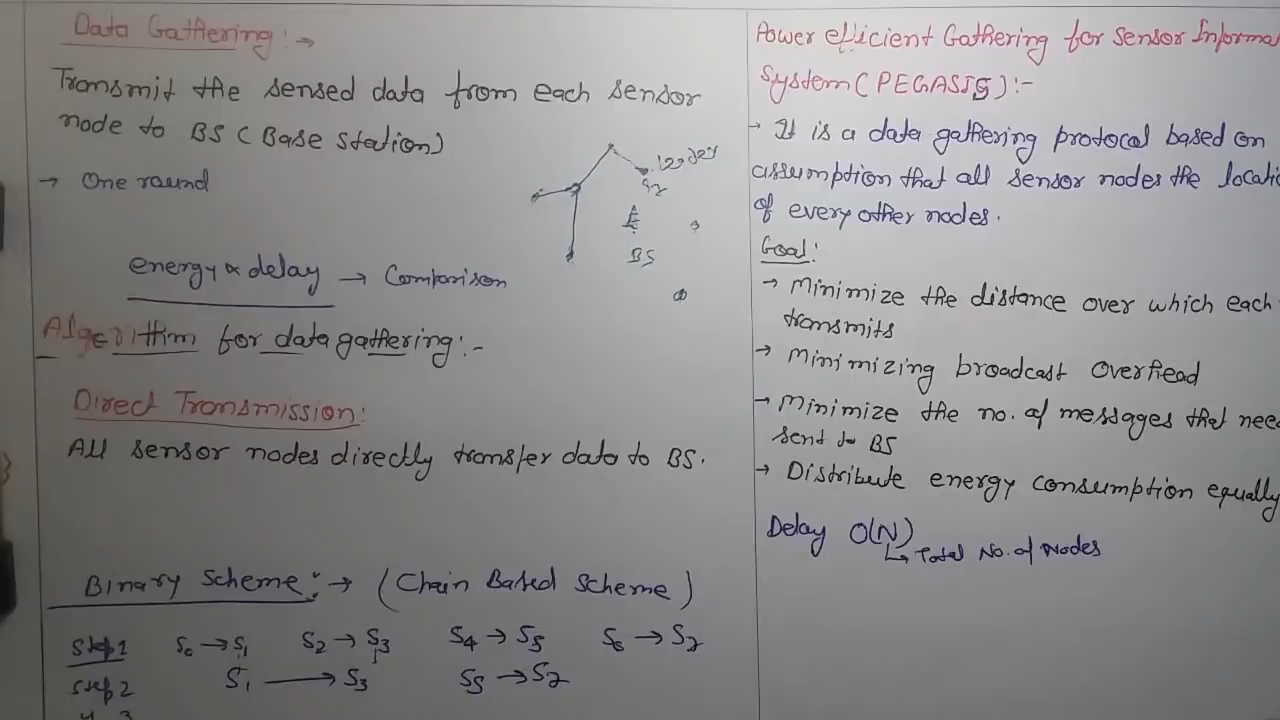 Data Gathering :→
Transmit the sensed data from each sensor
node to BS (Base station)
→ One round
S2
BS
energy & delay → Comparison
Algorithm for data gathering :-
Direct Transmission:
All sensor nodes directly transfer data to BS.
Binary Scheme :→ (Chain Based Scheme)
Step1 S0 → S1 S2 → S3 S4 → S5 S6 → S7
Step 2 S1 → S3 S5 → S7
Power efficient Gathering for Sensor Informa
System (PEGASIS) :-
→ It is a data gathering protocal based on
assumption that all sensor nodes the locati
of every other nodes.
Goal:
→ Minimize the distance over which each
transmits
→ Minimizing broadcast overhead
→ Minimize the no. of messages that nee
sent to BS
→ Distribute energy consumption equally
Delay O(N)
↳ Total No. of Nodes